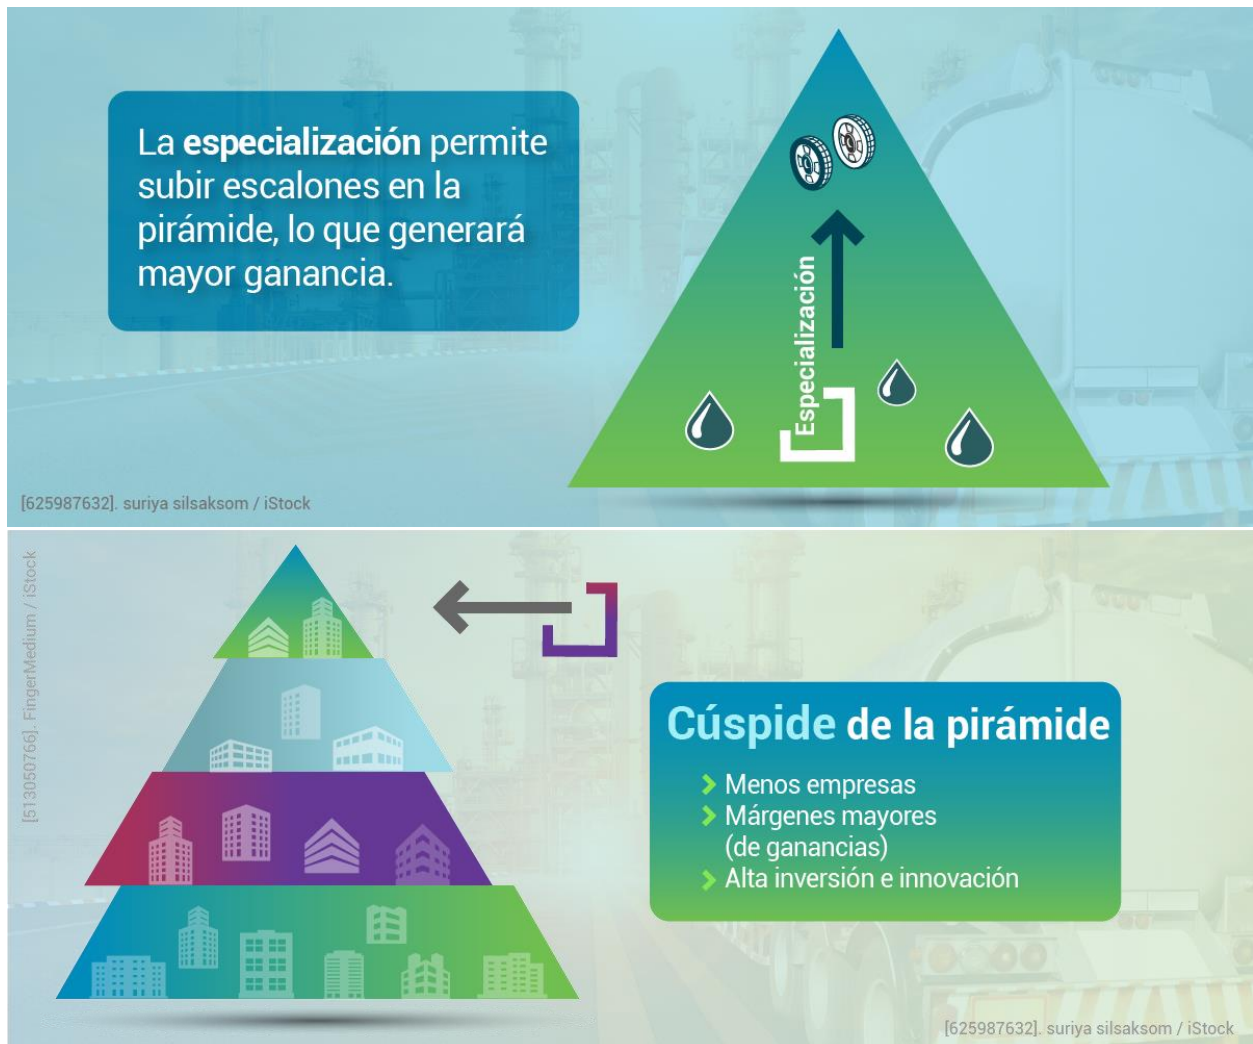 La especialización permite
subir escalones en la
pirámide, lo que generará
mayor ganancia.
Especialización
[625987632]. suriya silsaksom / iStock
[513050766]. FingerMedium / iStock
Cúspide de la pirámide
Menos empresas
Márgenes mayores
(de ganancias)
Alta inversión e innovación
[625987632]. suriya silsaksom / iStock